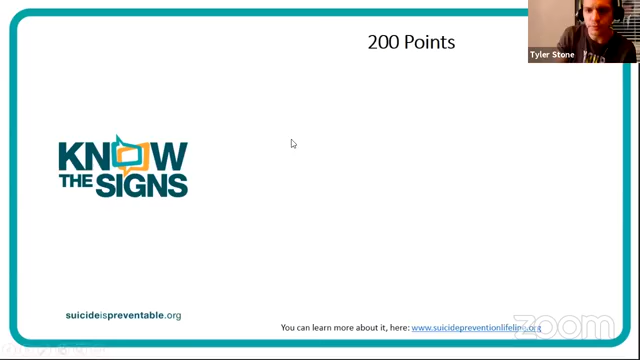 200 Points
Tyler Stone
KNOW
THE SIGNS
suicideispreventable.org
You can learn more about it, here: www.suicidepreventionlifeline.org
zoom